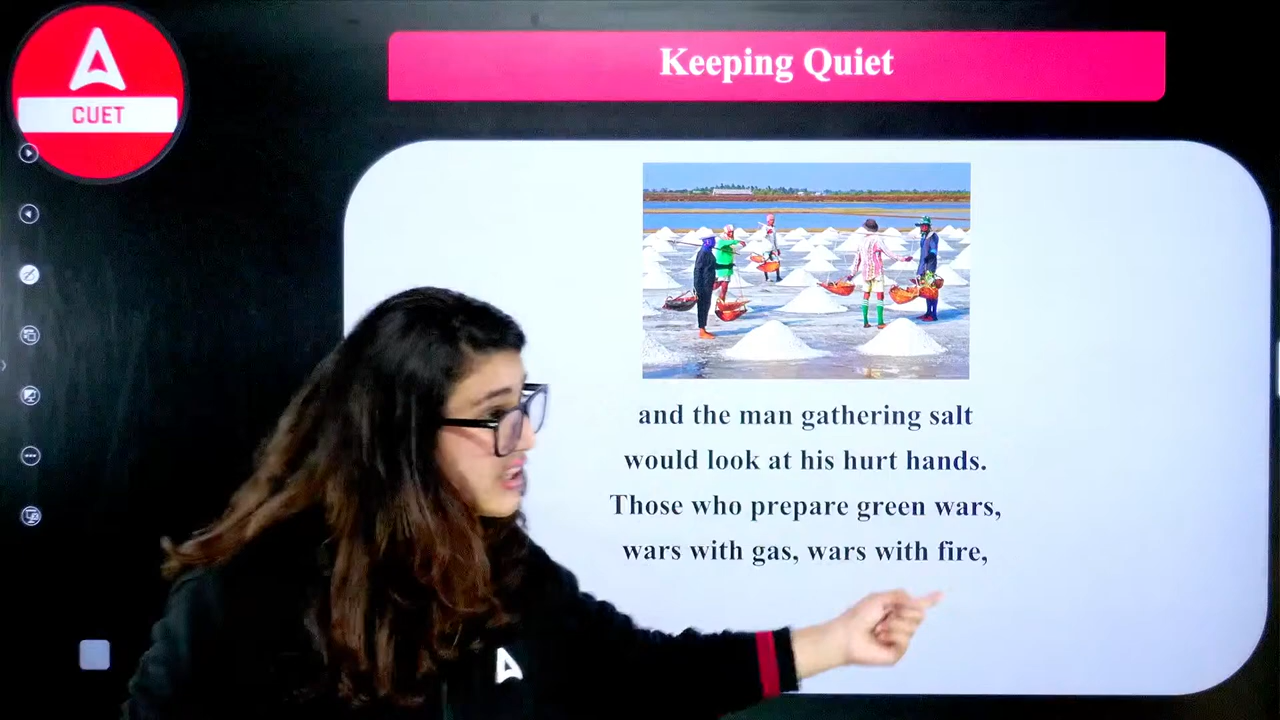 CUET
Keeping Quiet
and the man gathering salt
would look at his hurt hands.
Those who prepare green wars,
wars with gas, wars with fire,